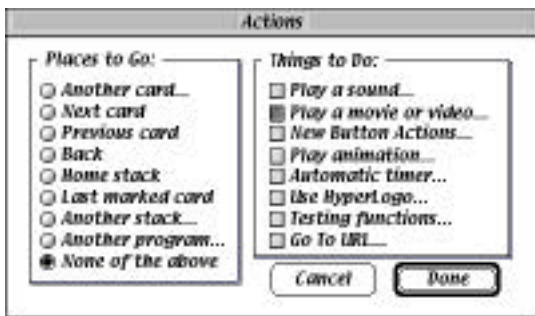 Actions
Places to Go:
Another card...
Next card
Previous card
Back
Home stack
Last marked card
Another stack...
Another program...
None of the above
Things to Do:
Play a sound...
Play a movie or video...
New Button Actions...
Play animation...
Automatic timer...
Use HyperLogo...
Testing functions...
Go To URL...
Cancel
Done